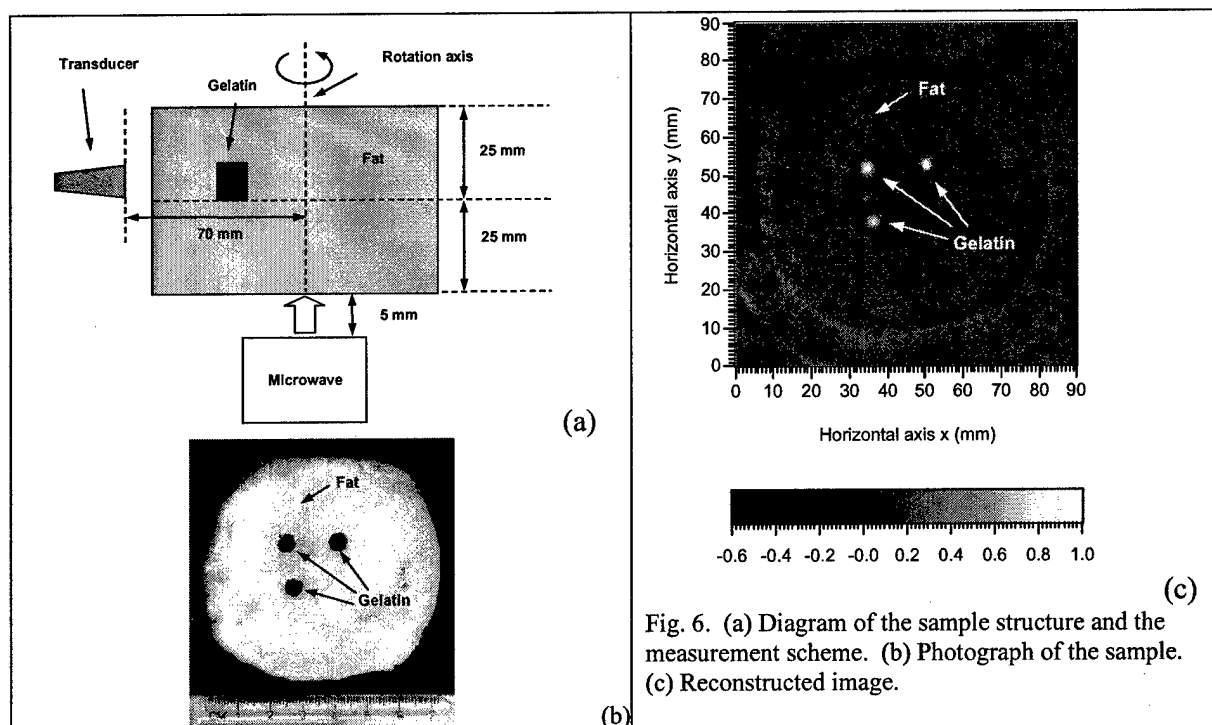 Transducer
Gelatin
Rotation axis
Fat
25 mm
70 mm
25 mm
5 mm
Microwave
(a)
Fat
Gelatin
(b)
90
80
70
60
50
40
30
20
10
0
Horizontal axis y (mm)
Fat
Gelatin
0 10 20 30 40 50 60 70 80 90
Horizontal axis x (mm)
-0.6 -0.4 -0.2 -0.0 0.2 0.4 0.6 0.8 1.0
(c)
Fig. 6. (a) Diagram of the sample structure and the
measurement scheme. (b) Photograph of the sample.
(c) Reconstructed image.